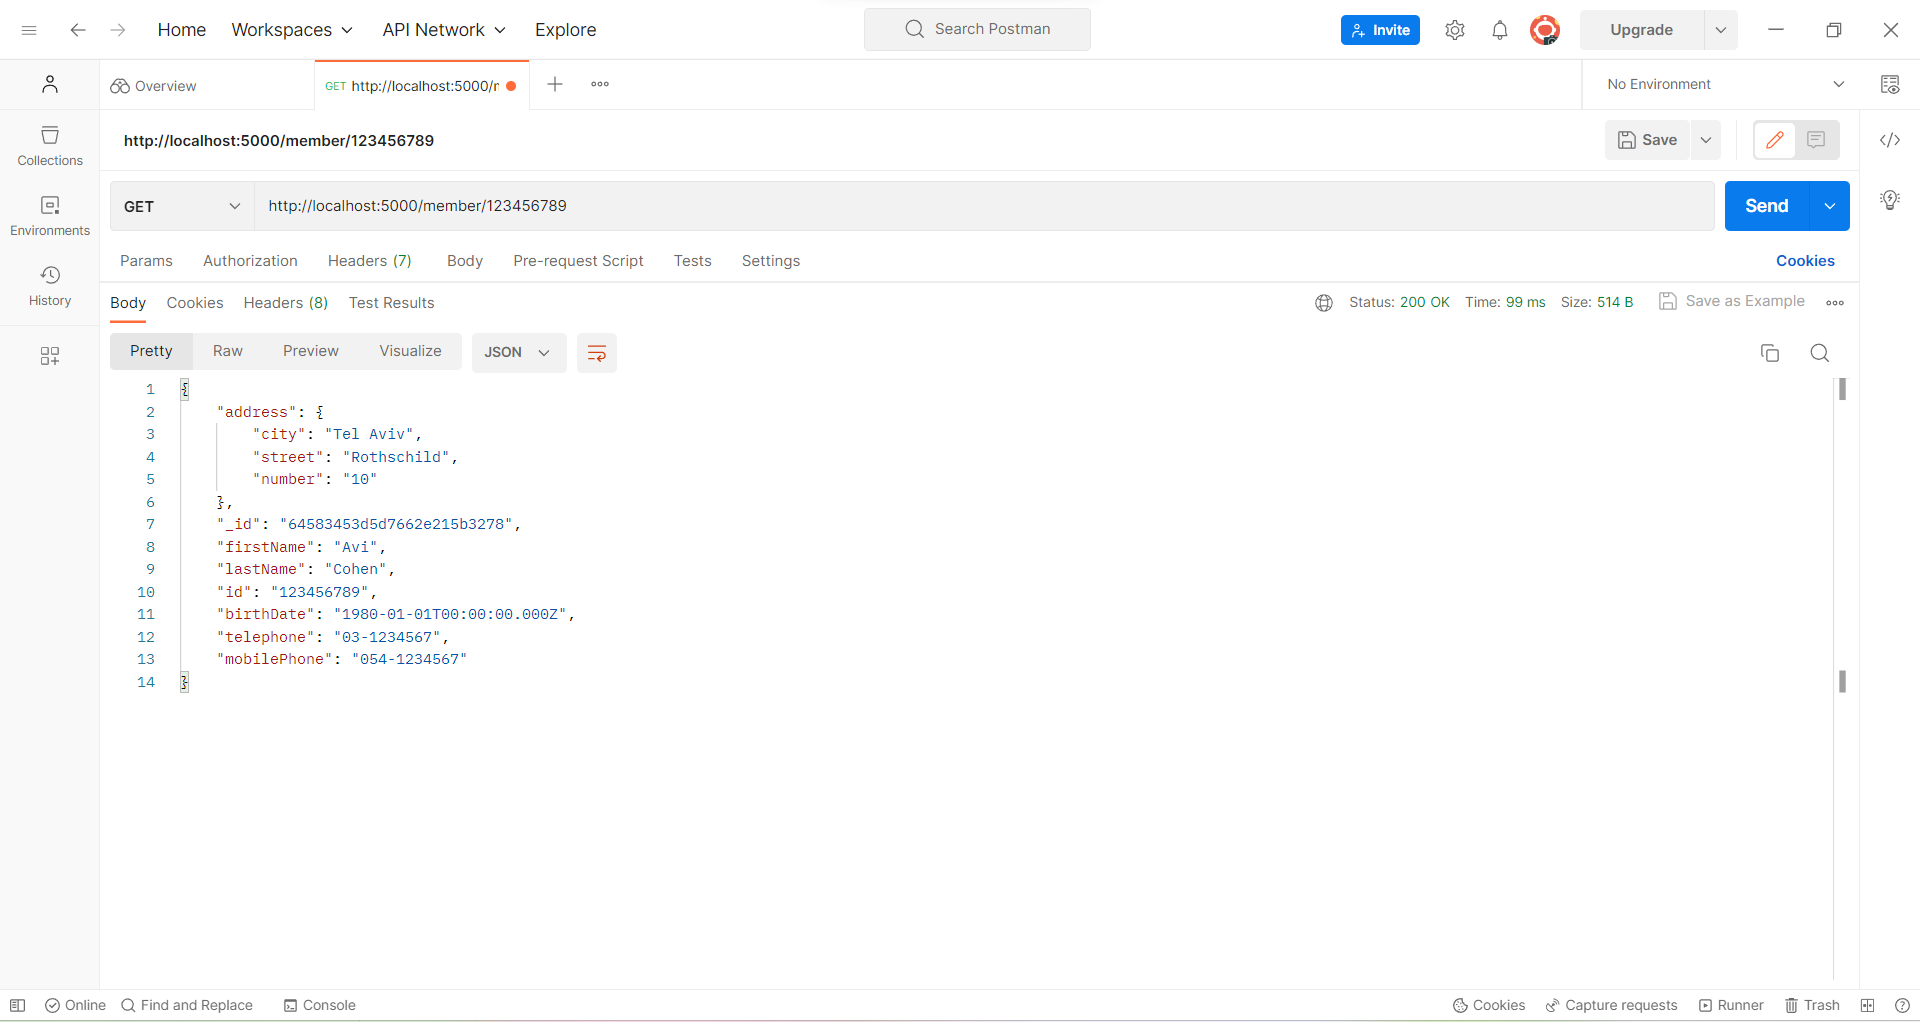 Home Workspaces API Network Explore Search Postman Invite Upgrade
Overview GET http://localhost:5000/n No Environment
http://localhost:5000/member/123456789 Save
Collections
GET http://localhost:5000/member/123456789 Send
Environments
Params Authorization Headers (7) Body Pre-request Script Tests Settings Cookies
History
Body Cookies Headers (8) Test Results Status: 200 OK Time: 99 ms Size: 514 B Save as Example
Pretty Raw Preview Visualize JSON
1 {
2 "address": {
3 "city": "Tel Aviv",
4 "street": "Rothschild",
5 "number": "10"
6 },
7 "_id": "64583453d5d7662e215b3278",
8 "firstName": "Avi",
9 "lastName": "Cohen",
10 "id": "123456789",
11 "birthDate": "1980-01-01T00:00:00.000Z",
12 "telephone": "03-1234567",
13 "mobilePhone": "054-1234567"
14 }
Online Find and Replace Console Cookies Capture requests Runner Trash